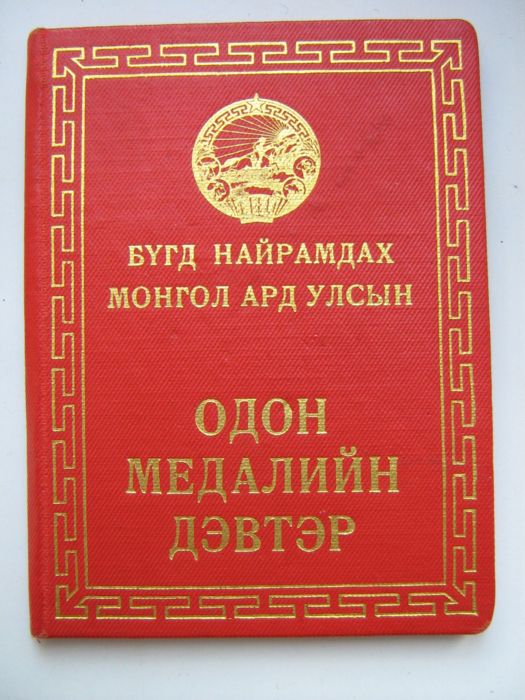 БҮГД НАЙРАМДАХ
МОНГОЛ АРД УЛСЫН
ОДОН
МЕДАЛИЙН
ДЭВТЭР